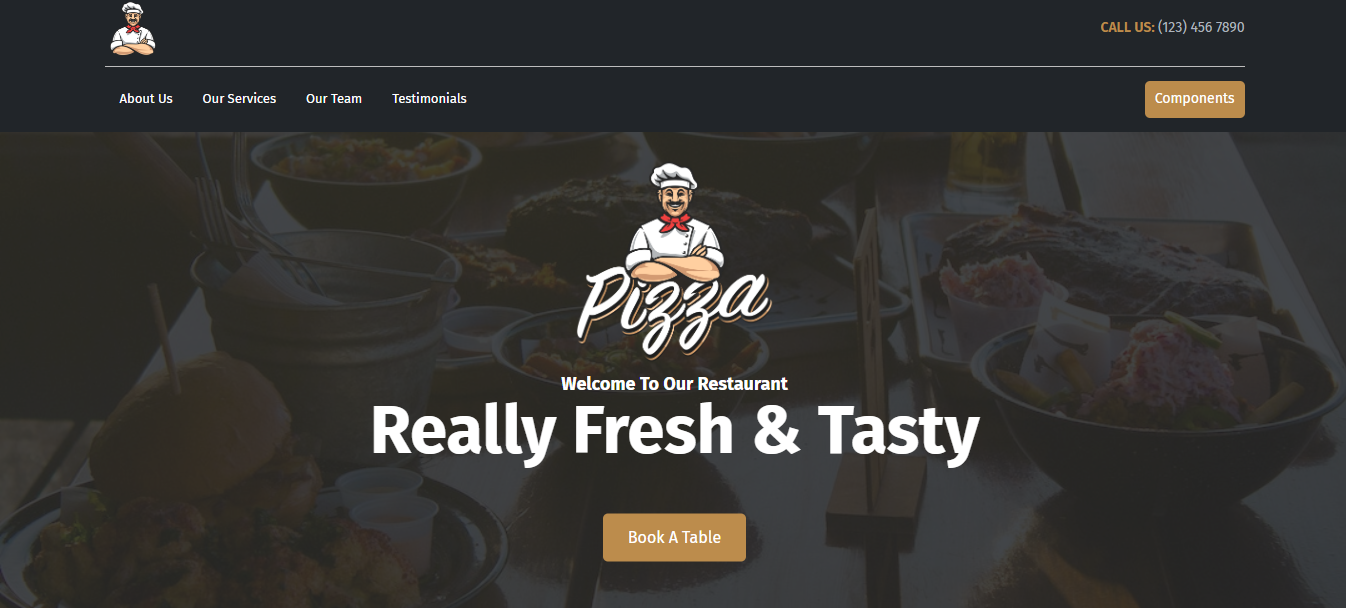 CALL US: (123) 456 7890
About Us Our Services Our Team Testimonials Components
Pizza
Welcome To Our Restaurant
Really Fresh & Tasty
Book A Table